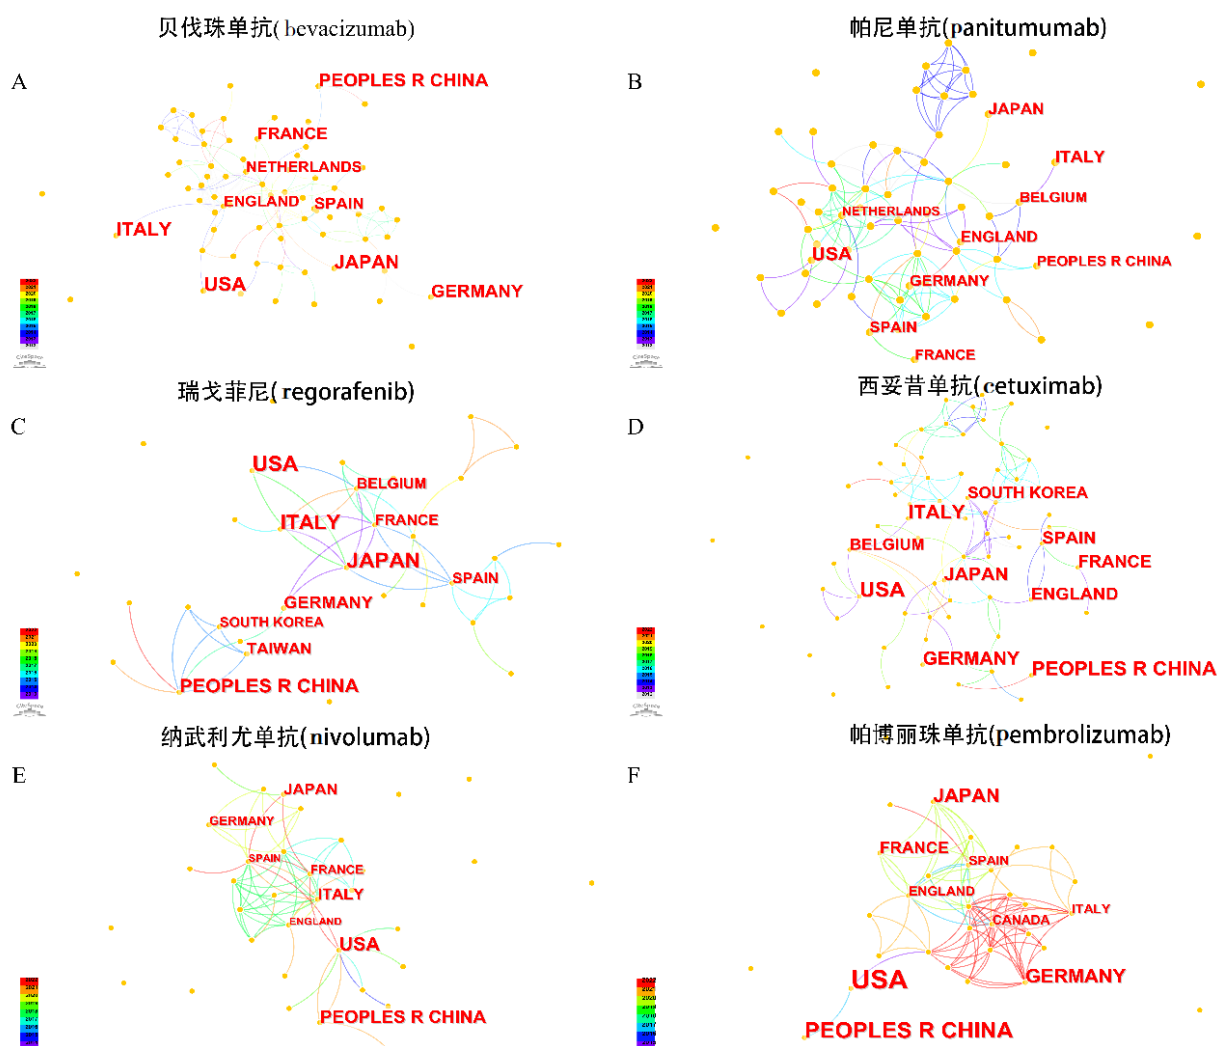 贝伐珠单抗(bevacizumab)
A
PEOPLES R CHINA
FRANCE
NETHERLANDS
ENGLAND
SPAIN
ITALY
JAPAN
USA
GERMANY
CiteSpace
帕尼单抗(panitumumab)
B
JAPAN
ITALY
BELGIUM
NETHERLANDS
ENGLAND
USA
PEOPLES R CHINA
GERMANY
SPAIN
FRANCE
CiteSpace
瑞戈菲尼(regorafenib)
C
USA
BELGIUM
ITALY
FRANCE
JAPAN
SPAIN
GERMANY
SOUTH KOREA
TAIWAN
PEOPLES R CHINA
CiteSpace
西妥昔单抗(cetuximab)
D
SOUTH KOREA
ITALY
SPAIN
BELGIUM
FRANCE
JAPAN
USA
ENGLAND
GERMANY
PEOPLES R CHINA
CiteSpace
纳武利尤单抗(nivolumab)
E
JAPAN
GERMANY
SPAIN
FRANCE
ITALY
ENGLAND
USA
PEOPLES R CHINA
帕博丽珠单抗(pembrolizumab)
F
JAPAN
FRANCE
SPAIN
ENGLAND
ITALY
CANADA
USA
GERMANY
PEOPLES R CHINA